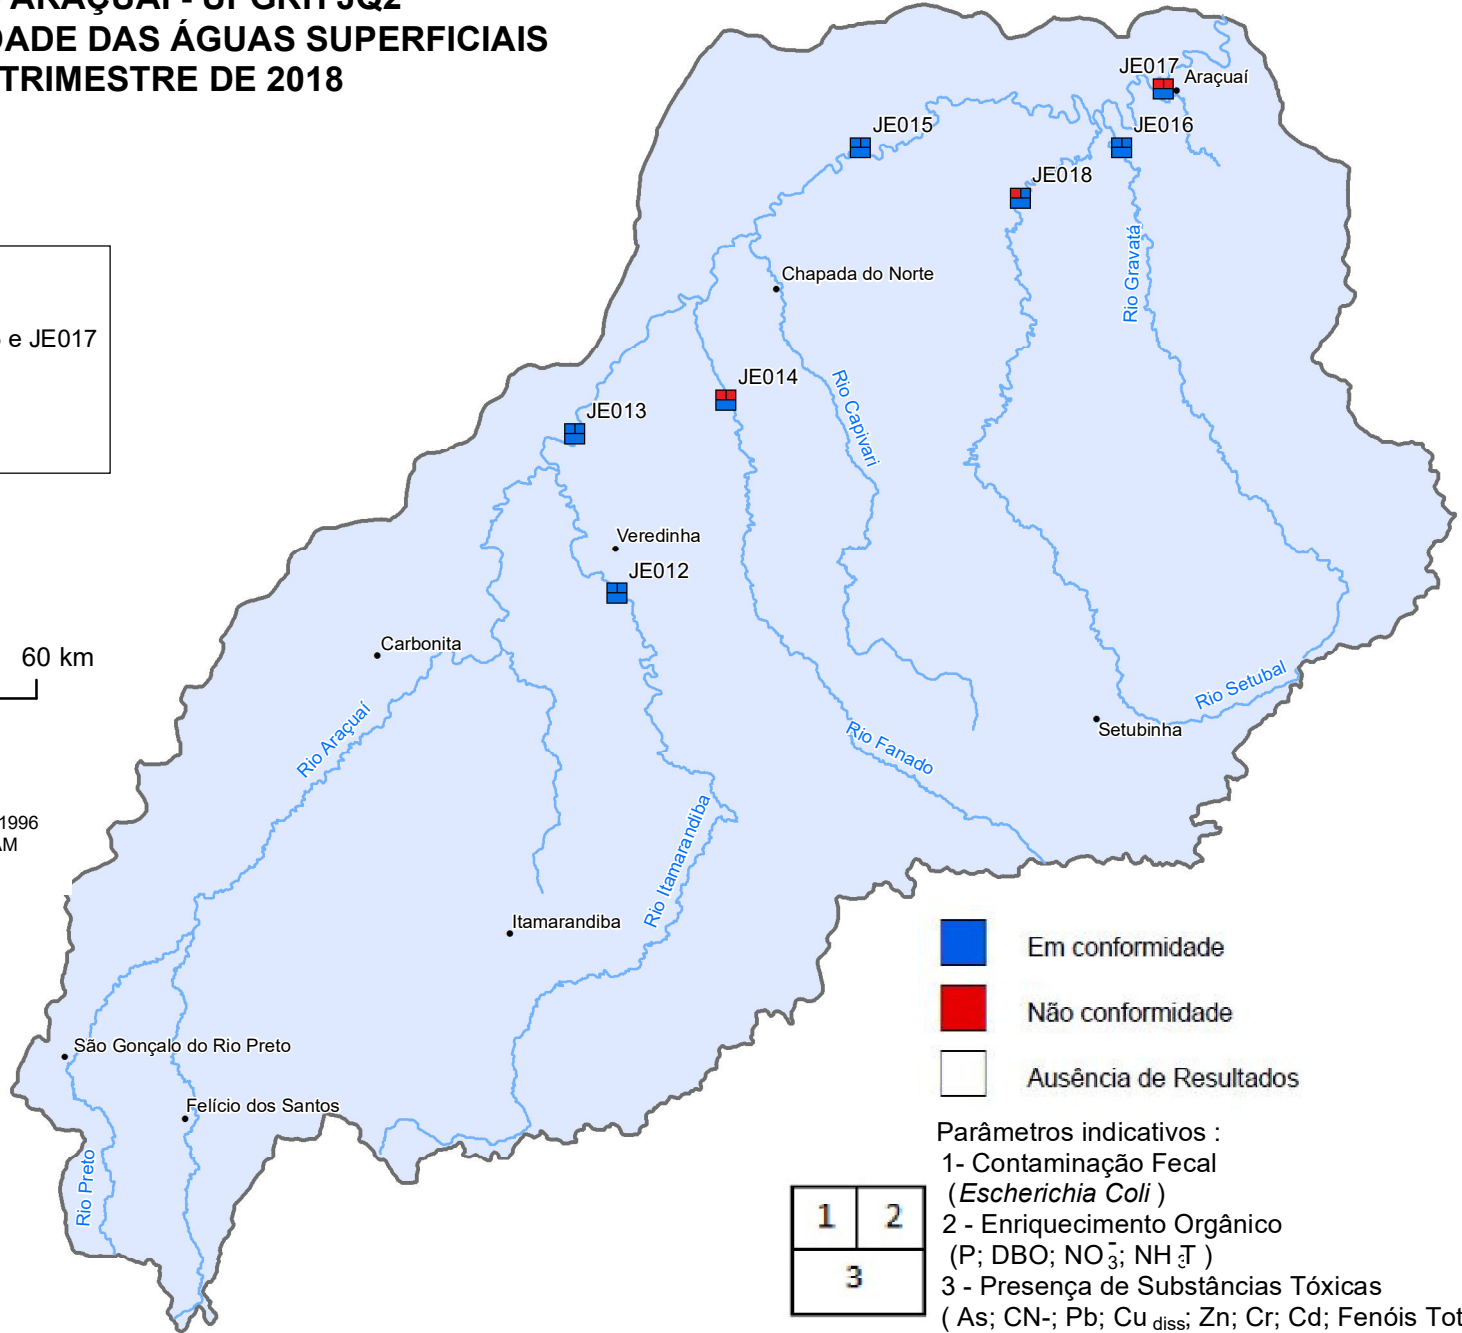 ARAÇUAÍ - UPGRH JQ2
DADE DAS ÁGUAS SUPERFICIAIS
TRIMESTRE DE 2018
e JE017
60 km
1996
AM
JE017
Araçuaí
JE015
JE016
JE018
Rio Gravatá
Chapada do Norte
JE014
Rio Capivari
JE013
Veredinha
JE012
Carbonita
Rio Araçuaí
Rio Setubal
Setubinha
Rio Fanado
Rio Itamarandiba
Itamarandiba
São Gonçalo do Rio Preto
Felício dos Santos
Rio Preto
Em conformidade
Não conformidade
Ausência de Resultados
Parâmetros indicativos :
1- Contaminação Fecal
(Escherichia Coli )
2 - Enriquecimento Orgânico
(P; DBO; NO3-; NH3T )
3 - Presença de Substâncias Tóxicas
( As; CN-; Pb; Cu diss; Zn; Cr; Cd; Fenóis Tot
1 2
3